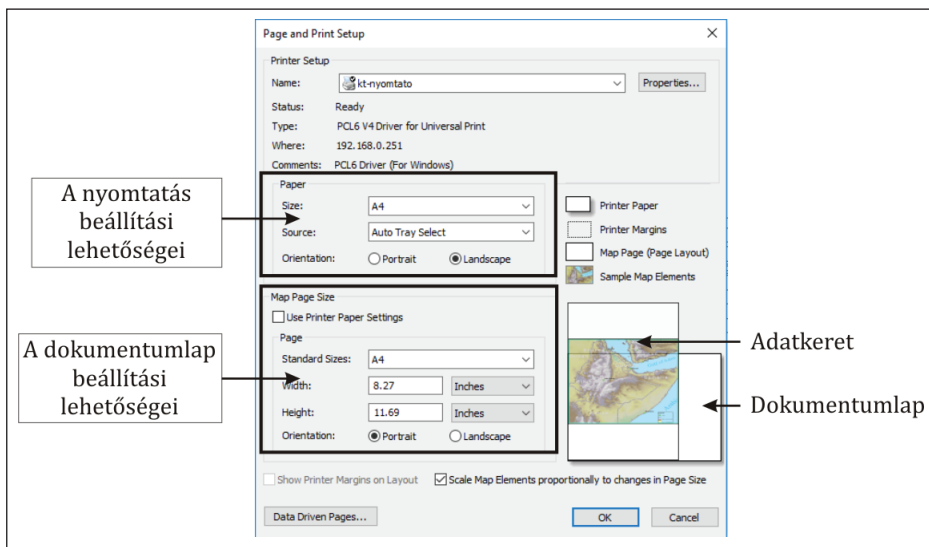 Page and Print Setup
Printer Setup
Name: kt-nyomtato Properties...
Status: Ready
Type: PCL6 V4 Driver for Universal Print
Where: 192.168.0.251
Comments: PCL6 Driver (For Windows)
A nyomtatás
beállítási
lehetőségei
Paper
Size: A4
Source: Auto Tray Select
Orientation: Portrait Landscape
Printer Paper
Printer Margins
Map Page (Page Layout)
Sample Map Elements
A dokumentumlap
beállítási
lehetőségei
Map Page Size
Use Printer Paper Settings
Page
Standard Sizes: A4
Width: 8.27 Inches
Height: 11.69 Inches
Orientation: Portrait Landscape
Adatkeret
Dokumentumlap
Show Printer Margins on Layout Scale Map Elements proportionally to changes in Page Size
Data Driven Pages... OK Cancel